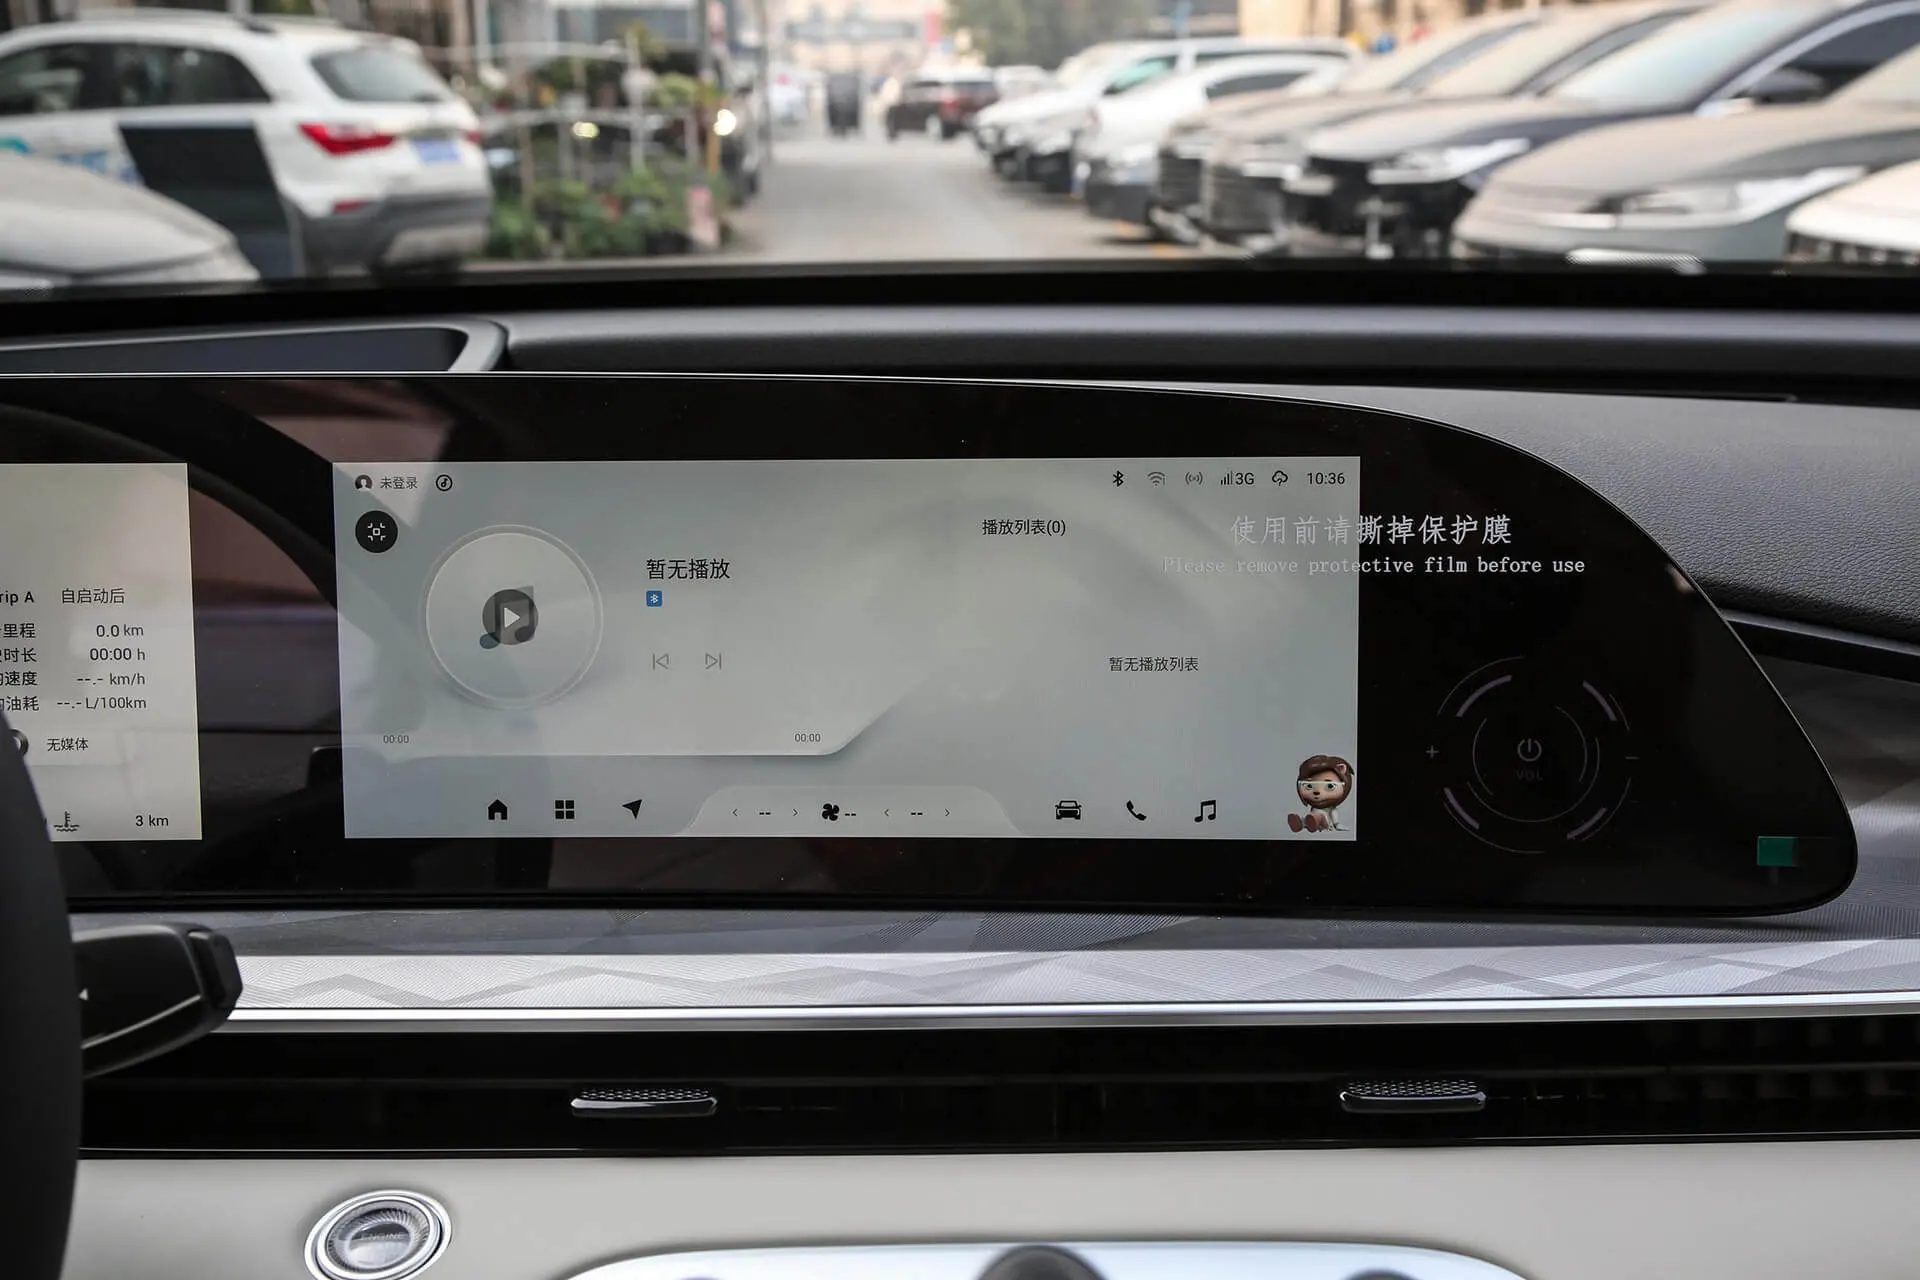 未登录
3G 10:36
播放列表(0)
使用前请撕掉保护膜
Please remove protective film before use
暂无播放
暂无播放列表
00:00 00:00
-- -- --
rip A 自启动后
里程 0.0 km
时长 00:00 h
速度 --.- km/h
油耗 --.- L/100km
无媒体
3 km
+ VOL -
ENGINE